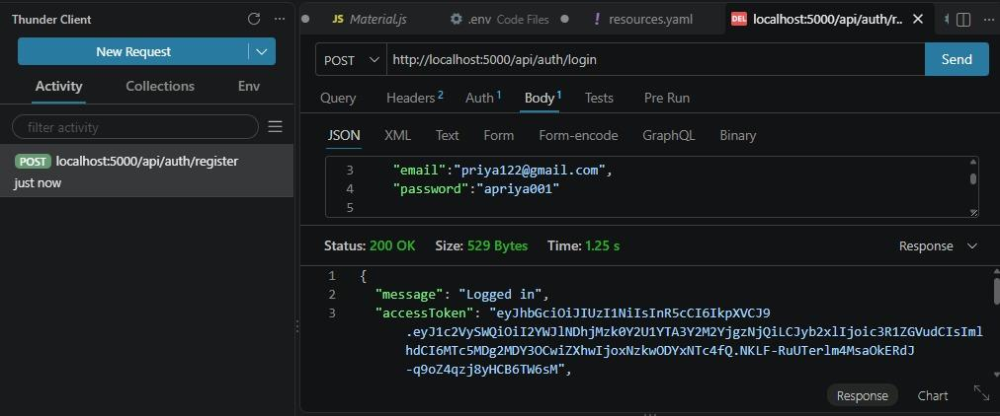 Thunder Client
New Request
Activity Collections Env
filter activity
POST localhost:5000/api/auth/register
just now
JS Material.js .env Code Files ! resources.yaml DEL localhost:5000/api/auth/r..
POST http://localhost:5000/api/auth/login Send
Query Headers 2 Auth 1 Body 1 Tests Pre Run
JSON XML Text Form Form-encode GraphQL Binary
3 "email":"priya122@gmail.com",
4 "password":"apriya001"
5
Status: 200 OK Size: 529 Bytes Time: 1.25 s Response
1 {
2 "message": "Logged in",
3 "accessToken": "eyJhbGciOiJIUzI1NiIsInR5cCI6IkpXVCJ9
.eyJ1c2VySWQiOiI2YWJlNDhjMzk0Y2U1YTA3Y2M2YjgzNjQiLCJyb2xlIjoic3R1ZGVudCIsIml
hdCI6MTc5MDg2MDY3OCwiZXhwIjoxNzkwODYxNTc4fQ.NKLF-RuUTerlm4MsaOkERdJ
-q9oZ4qzj8yHCB6TW6sM",
Response Chart